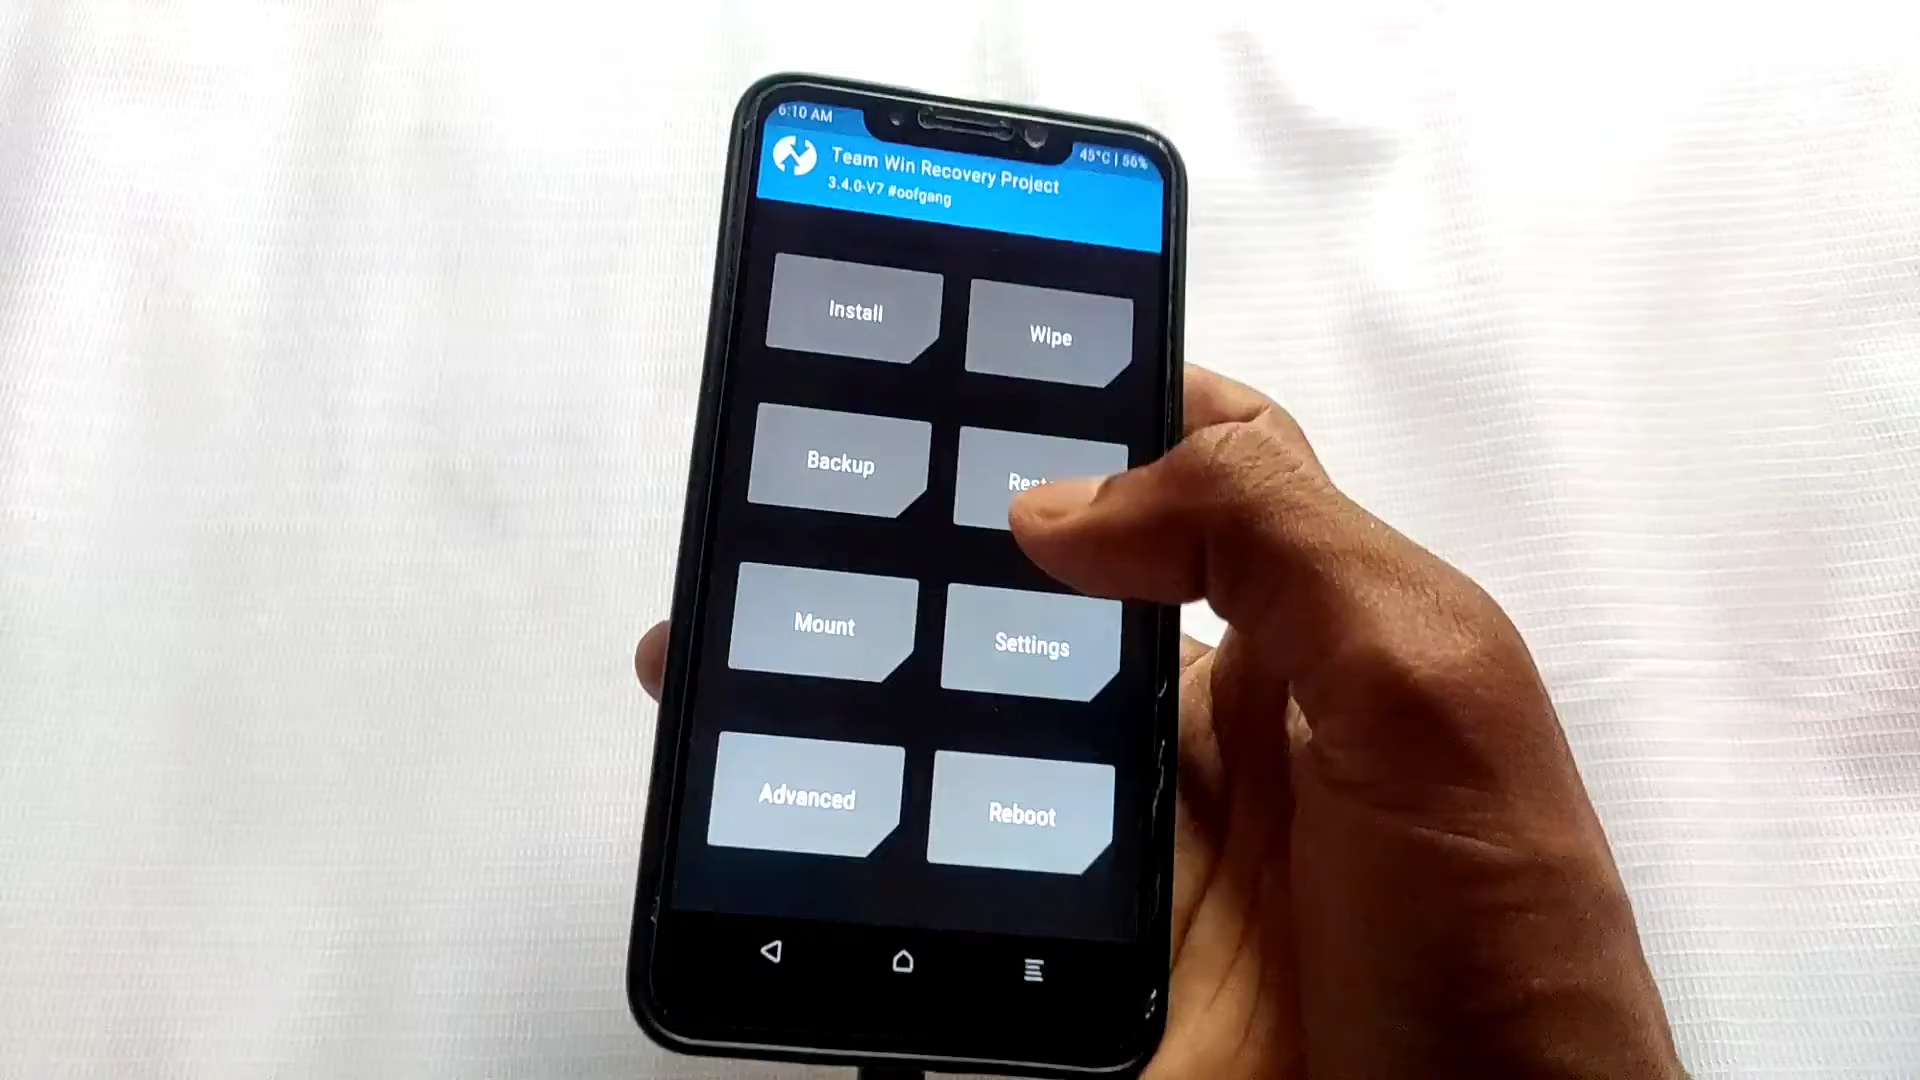 6:10 AM
45°C | 56%
Team Win Recovery Project
3.4.0-V7 #oofgang
Install
Wipe
Backup
Mount
Settings
Advanced
Reboot